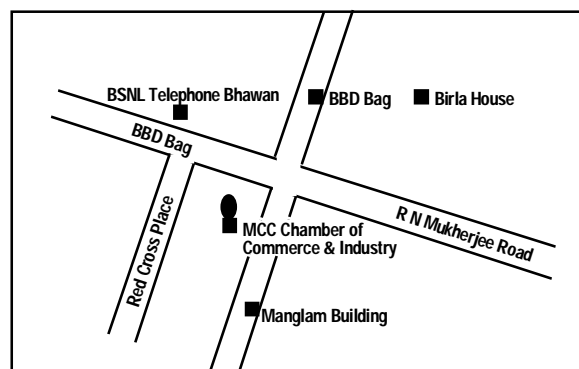 BSNL Telephone Bhawan
BBD Bag
Birla House
BBD Bag
Red Cross Place
MCC Chamber of
Commerce & Industry
R N Mukherjee Road
Manglam Building